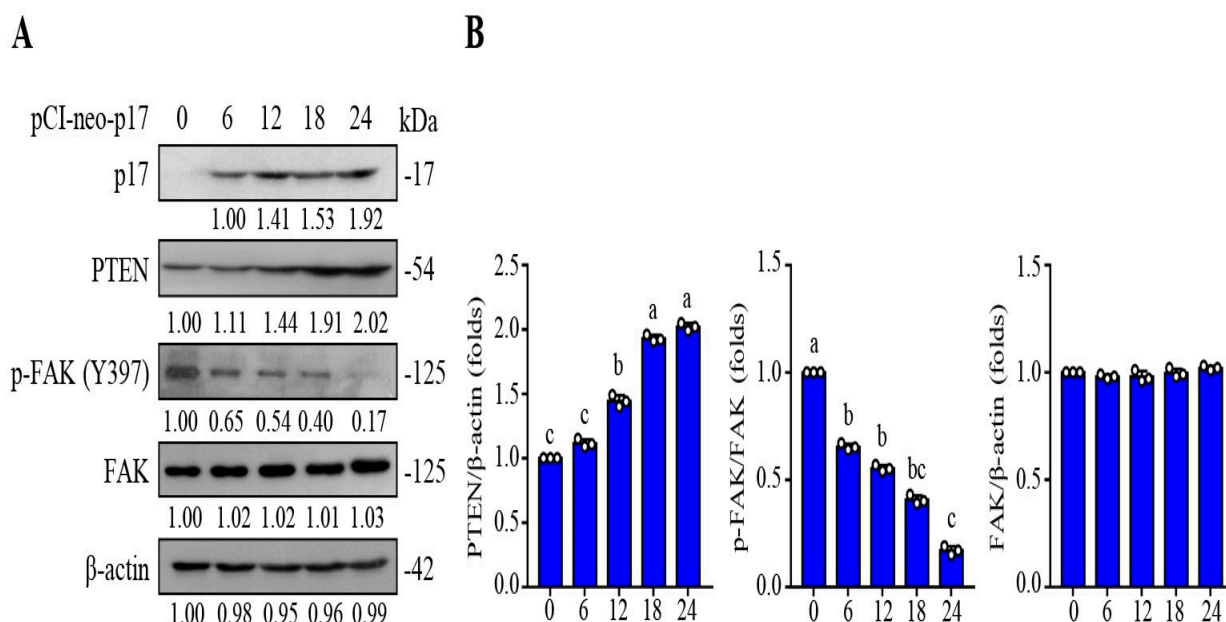 A
pCI-neo-p17 0 6 12 18 24 kDa
p17 -17
1.00 1.41 1.53 1.92
PTEN -54
1.00 1.11 1.44 1.91 2.02
p-FAK (Y397) -125
1.00 0.65 0.54 0.40 0.17
FAK -125
1.00 1.02 1.02 1.01 1.03
β-actin -42
1.00 0.98 0.95 0.96 0.99
B
PTEN/β-actin (folds)
2.5
2.0
1.5
1.0
0.5
0.0
c c b a a
0 6 12 18 24
p-FAK/FAK (folds)
1.5
1.0
0.5
0.0
a b b bc c
0 6 12 18 24
FAK/β-actin (folds)
1.5
1.0
0.5
0.0
0 6 12 18 24